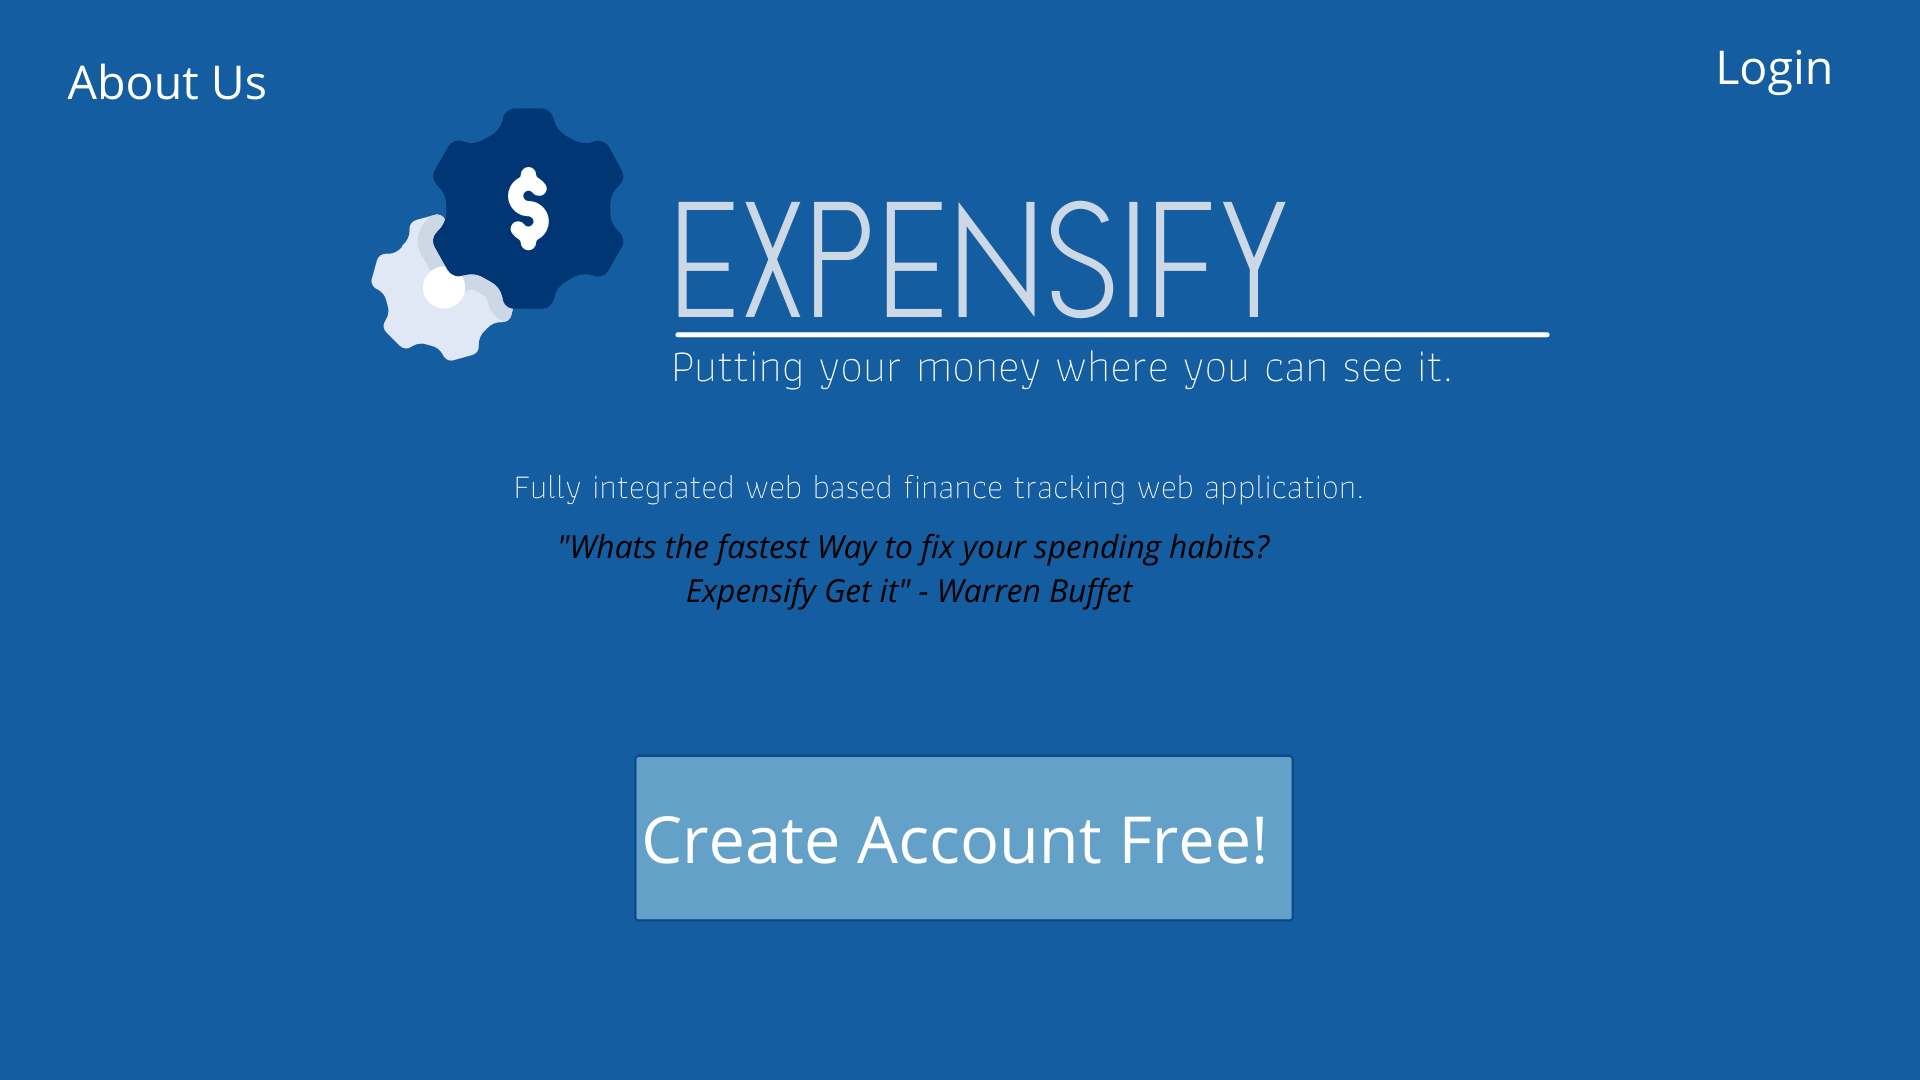 About Us
Login
$
EXPENSIFY
Putting your money where you can see it.
Fully integrated web based finance tracking web application.
"Whats the fastest Way to fix your spending habits?
Expensify Get it" - Warren Buffet
Create Account Free!